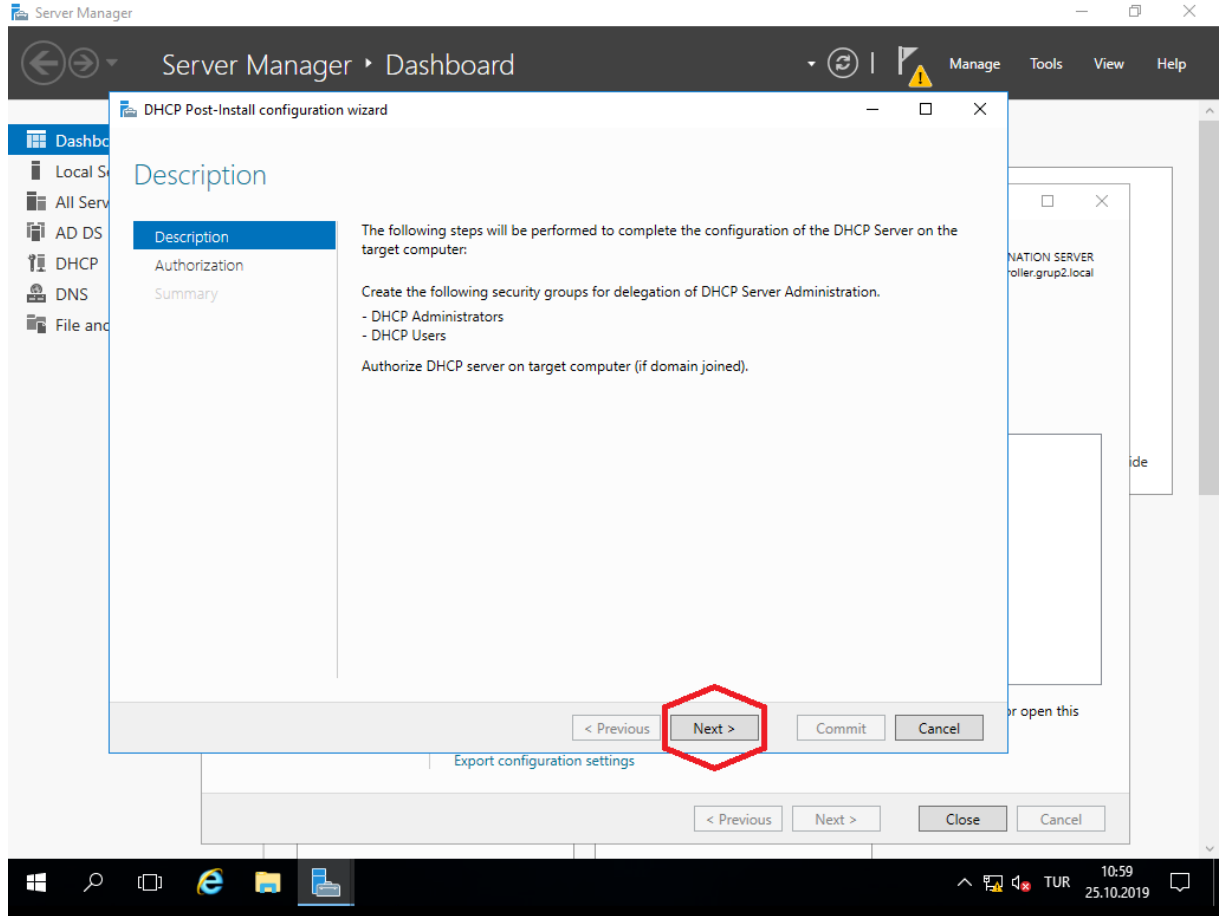 Server Manager
Server Manager ‣ Dashboard
Manage Tools View Help
DHCP Post-Install configuration wizard
Dashbo
Local Se
All Serv
AD DS
DHCP
DNS
File and
Description
Description
Authorization
Summary
The following steps will be performed to complete the configuration of the DHCP Server on the
target computer:
Create the following security groups for delegation of DHCP Server Administration.
- DHCP Administrators
- DHCP Users
Authorize DHCP server on target computer (if domain joined).
NATION SERVER
roller.grup2.local
ide
or open this
< Previous Next > Commit Cancel
Export configuration settings
< Previous Next > Close Cancel
TUR
10:59
25.10.2019